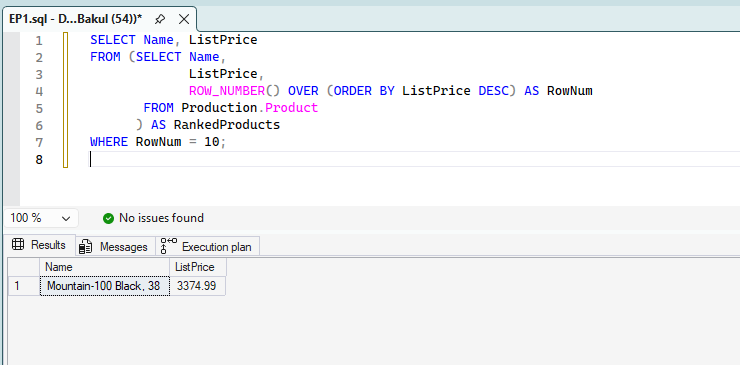 EP1.sql - D...Bakul (54))*
1 SELECT Name, ListPrice
2 FROM (SELECT Name,
3 ListPrice,
4 ROW_NUMBER() OVER (ORDER BY ListPrice DESC) AS RowNum
5 FROM Production.Product
6 ) AS RankedProducts
7 WHERE RowNum = 10;
8
100 % No issues found
Results Messages Execution plan
Name ListPrice
1 Mountain-100 Black, 38 3374.99